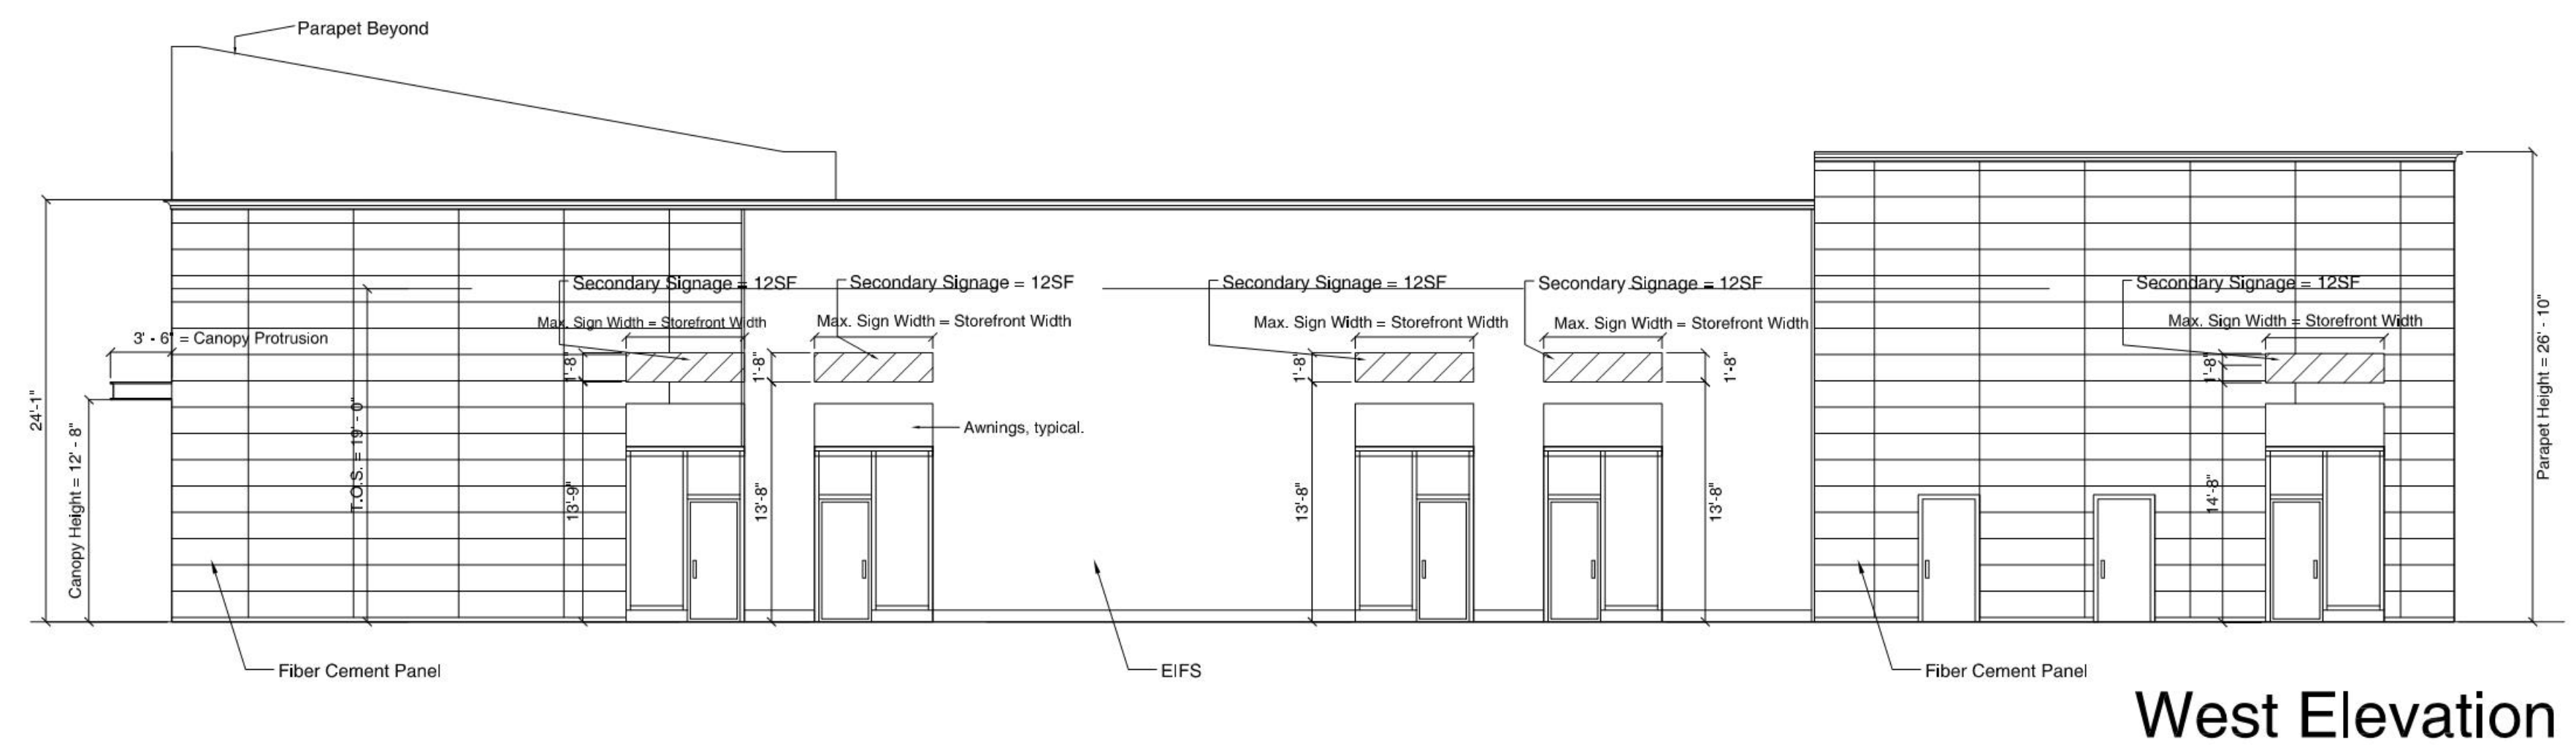 Parapet Beyond
Secondary Signage = 12SF
Secondary Signage = 12SF
Secondary Signage = 12SF
Secondary Signage = 12SF
Secondary Signage = 12SF
Max. Sign Width = Storefront Width
Max. Sign Width = Storefront Width
Max. Sign Width = Storefront Width
Max. Sign Width = Storefront Width
Max. Sign Width = Storefront Width
3' - 6" = Canopy Protrusion
1'-8"
1'-8"
1'-8"
1'-8"
1'-8"
24'-1"
Canopy Height = 12' - 8"
T.O.S. = 19' - 0"
13'-9"
13'-8"
Awnings, typical.
13'-8"
13'-8"
14'-8"
Parapet Height = 26' - 10"
Fiber Cement Panel
EIFS
Fiber Cement Panel
West Elevation